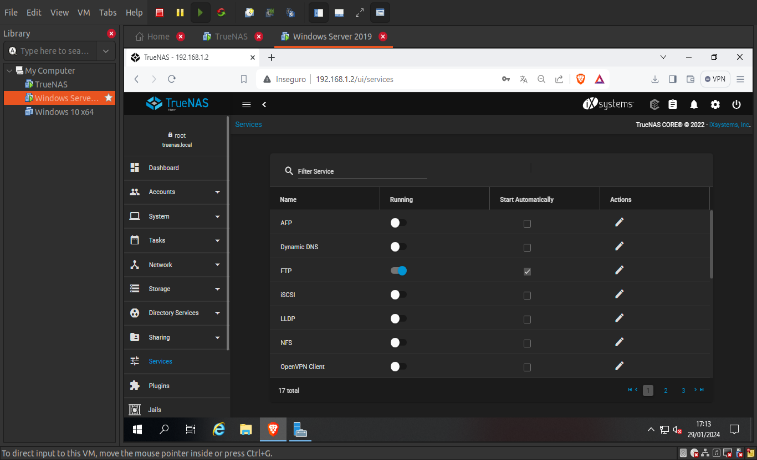 File Edit View VM Tabs Help
Library
Home
TrueNAS
Windows Server 2019
Type here to sea...
My Computer
TrueNAS
Windows Serve...
Windows 10 x64
TrueNAS - 192.168.1.2
Inseguro 192.168.1.2/ui/services
VPN
TrueNAS
iXsystems
root
truenas.local
Services
TrueNAS CORE® © 2022 - iXsystems, Inc.
Dashboard
Accounts
System
Tasks
Network
Storage
Directory Services
Sharing
Services
Plugins
Jails
Filter Service
Name Running Start Automatically Actions
AFP
Dynamic DNS
FTP
iSCSI
LLDP
NFS
OpenVPN Client
17 total
1 2 3
17:13
29/01/2024
To direct input to this VM, move the mouse pointer inside or press Ctrl+G.